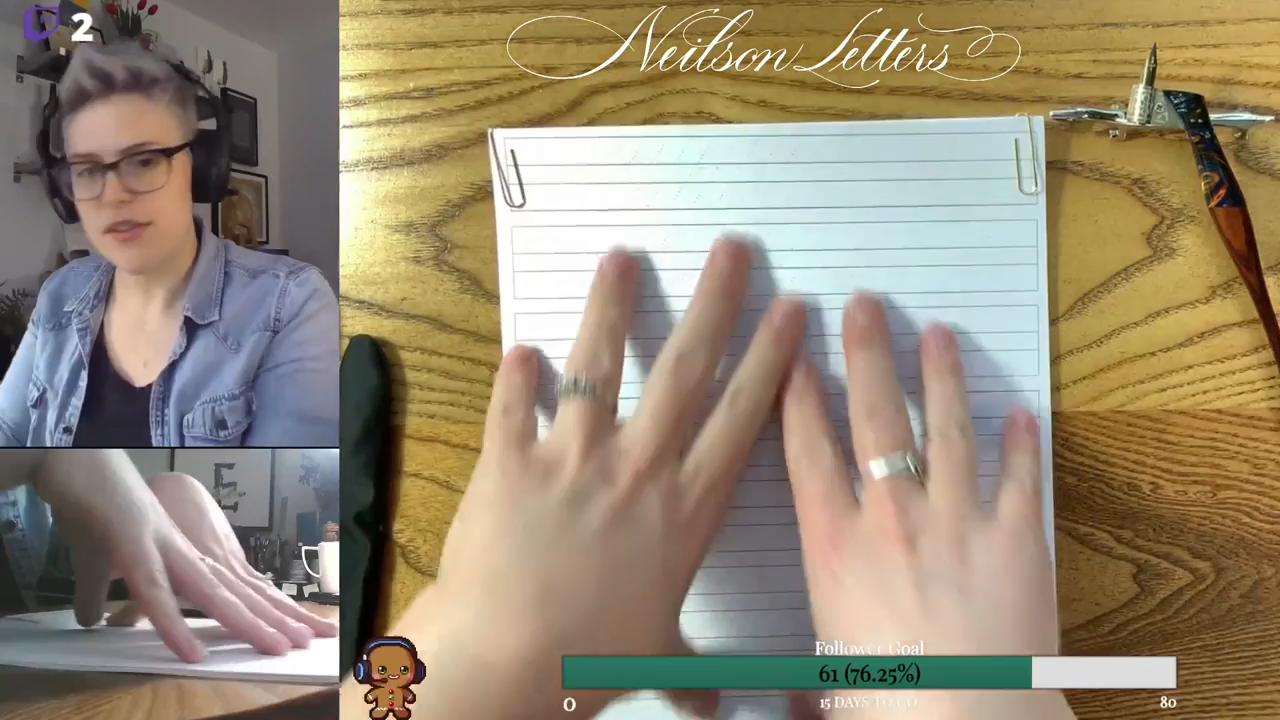 2
Neilson Letters
E
Follower Goal
61 (76.25%)
0
15 DAYS TO GO
80